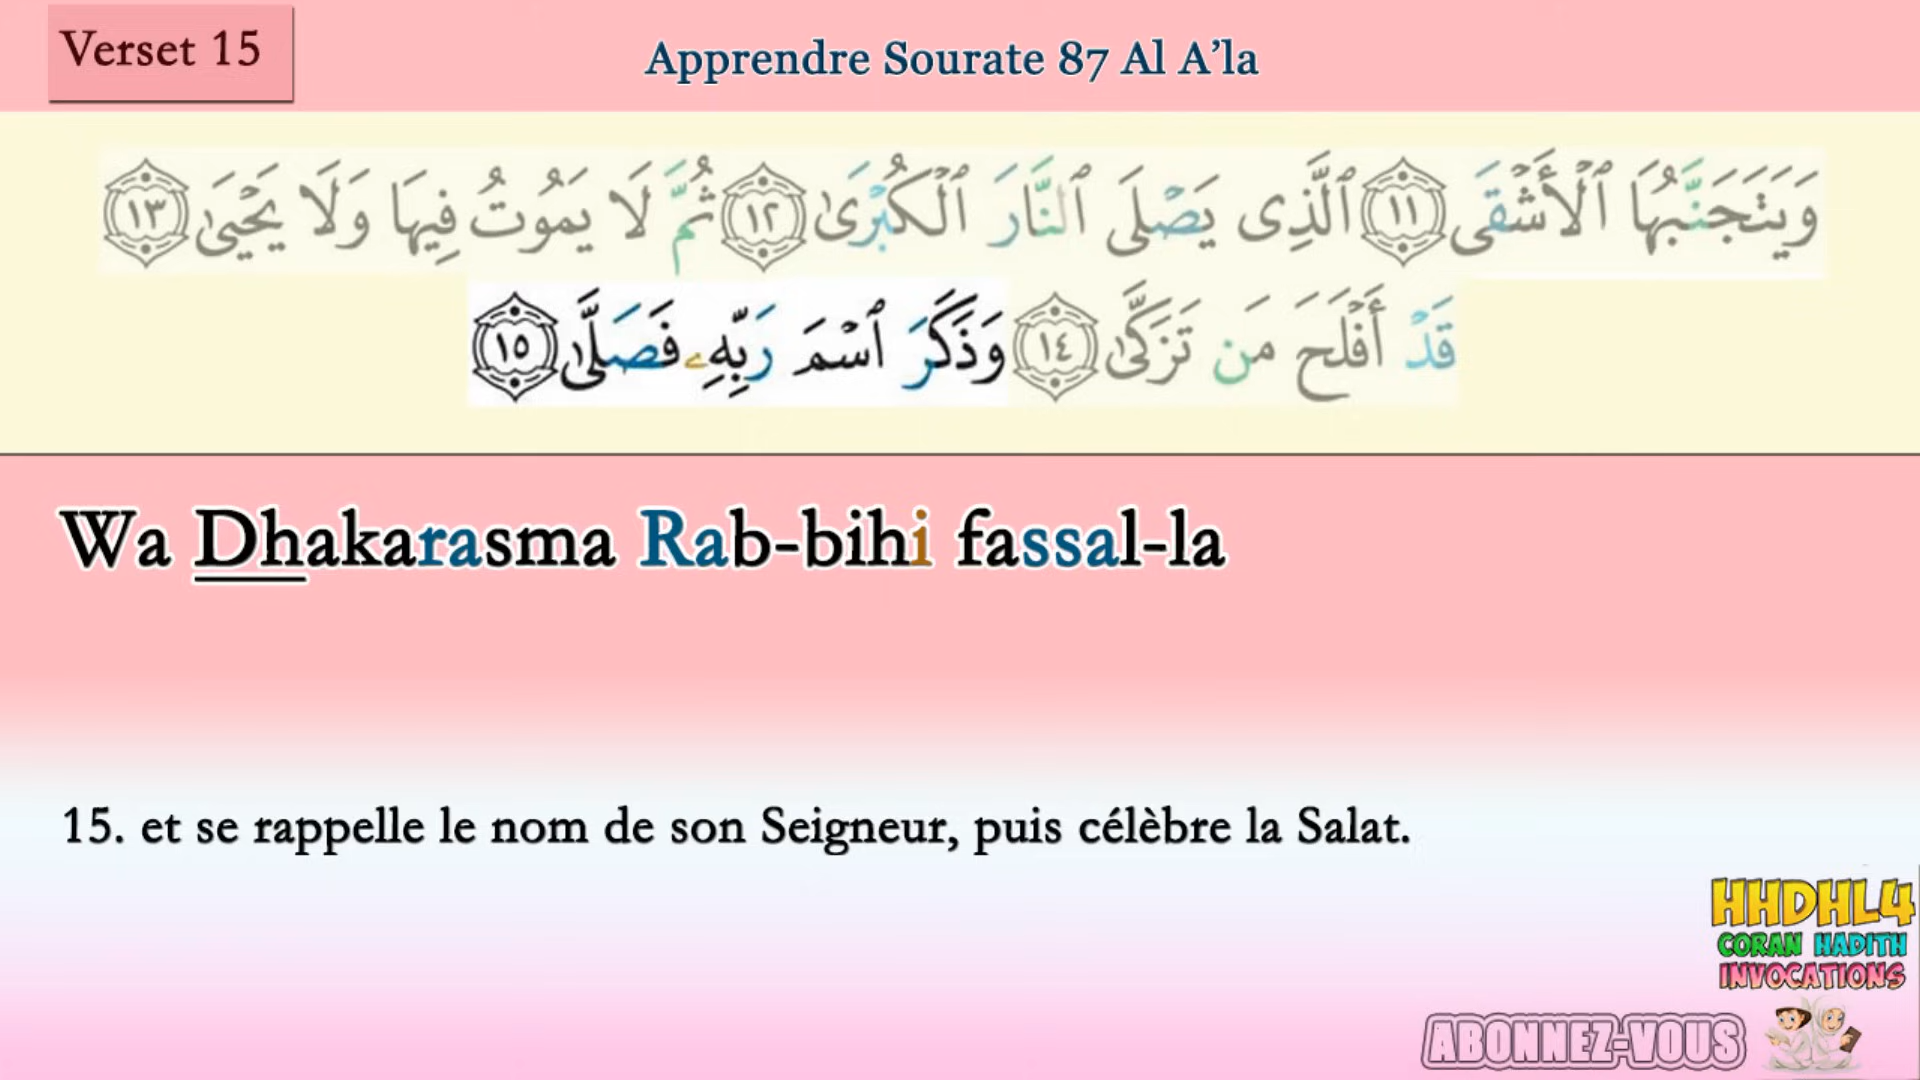 Verset 15
Apprendre Sourate 87 Al A’la
وَيَتَجَنَّبُهَا ٱلْأَشْقَى ١١ ٱلَّذِى يَصْلَى ٱلنَّارَ ٱلْكُبْرَىٰ ١٢ ثُمَّ لَا يَمُوتُ فِيهَا وَلَا يَحْيَىٰ ١٣
قَدْ أَفْلَحَ مَن تَزَكَّىٰ ١٤ وَذَكَرَ ٱسْمَ رَبِّهِۦ فَصَلَّىٰ ١٥
Wa Dhakarasma Rab-bihi fassal-la
15. et se rappelle le nom de son Seigneur, puis célèbre la Salat.
HHDHL4
CORAN HADITH
INVOCATIONS
ABONNEZ-VOUS